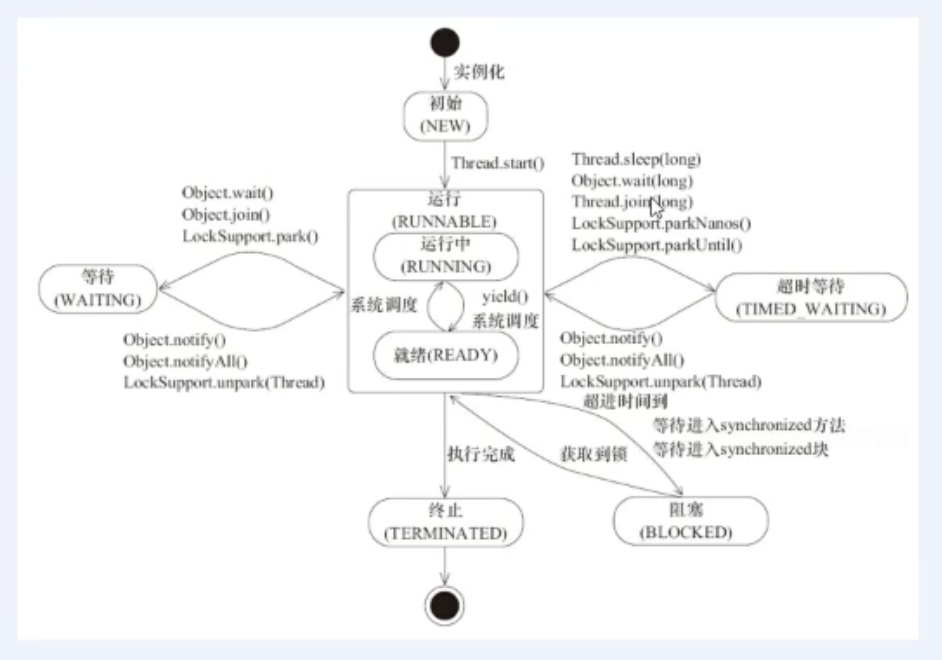 实例化
初始
(NEW)
Thread.start()
Object.wait()
Object.join()
LockSupport.park()
运行
(RUNNABLE)
运行中
(RUNNING)
系统调度
yield()
系统调度
就绪(READY)
Thread.sleep(long)
Object.wait(long)
Thread.join(long)
LockSupport.parkNanos()
LockSupport.parkUntil()
等待
(WAITING)
超时等待
(TIMED_WAITING)
Object.notify()
Object.notifyAll()
LockSupport.unpark(Thread)
Object.notify()
Object.notifyAll()
LockSupport.unpark(Thread)
超进时间到
等待进入synchronized方法
等待进入synchronized块
执行完成
获取到锁
终止
(TERMINATED)
阻塞
(BLOCKED)